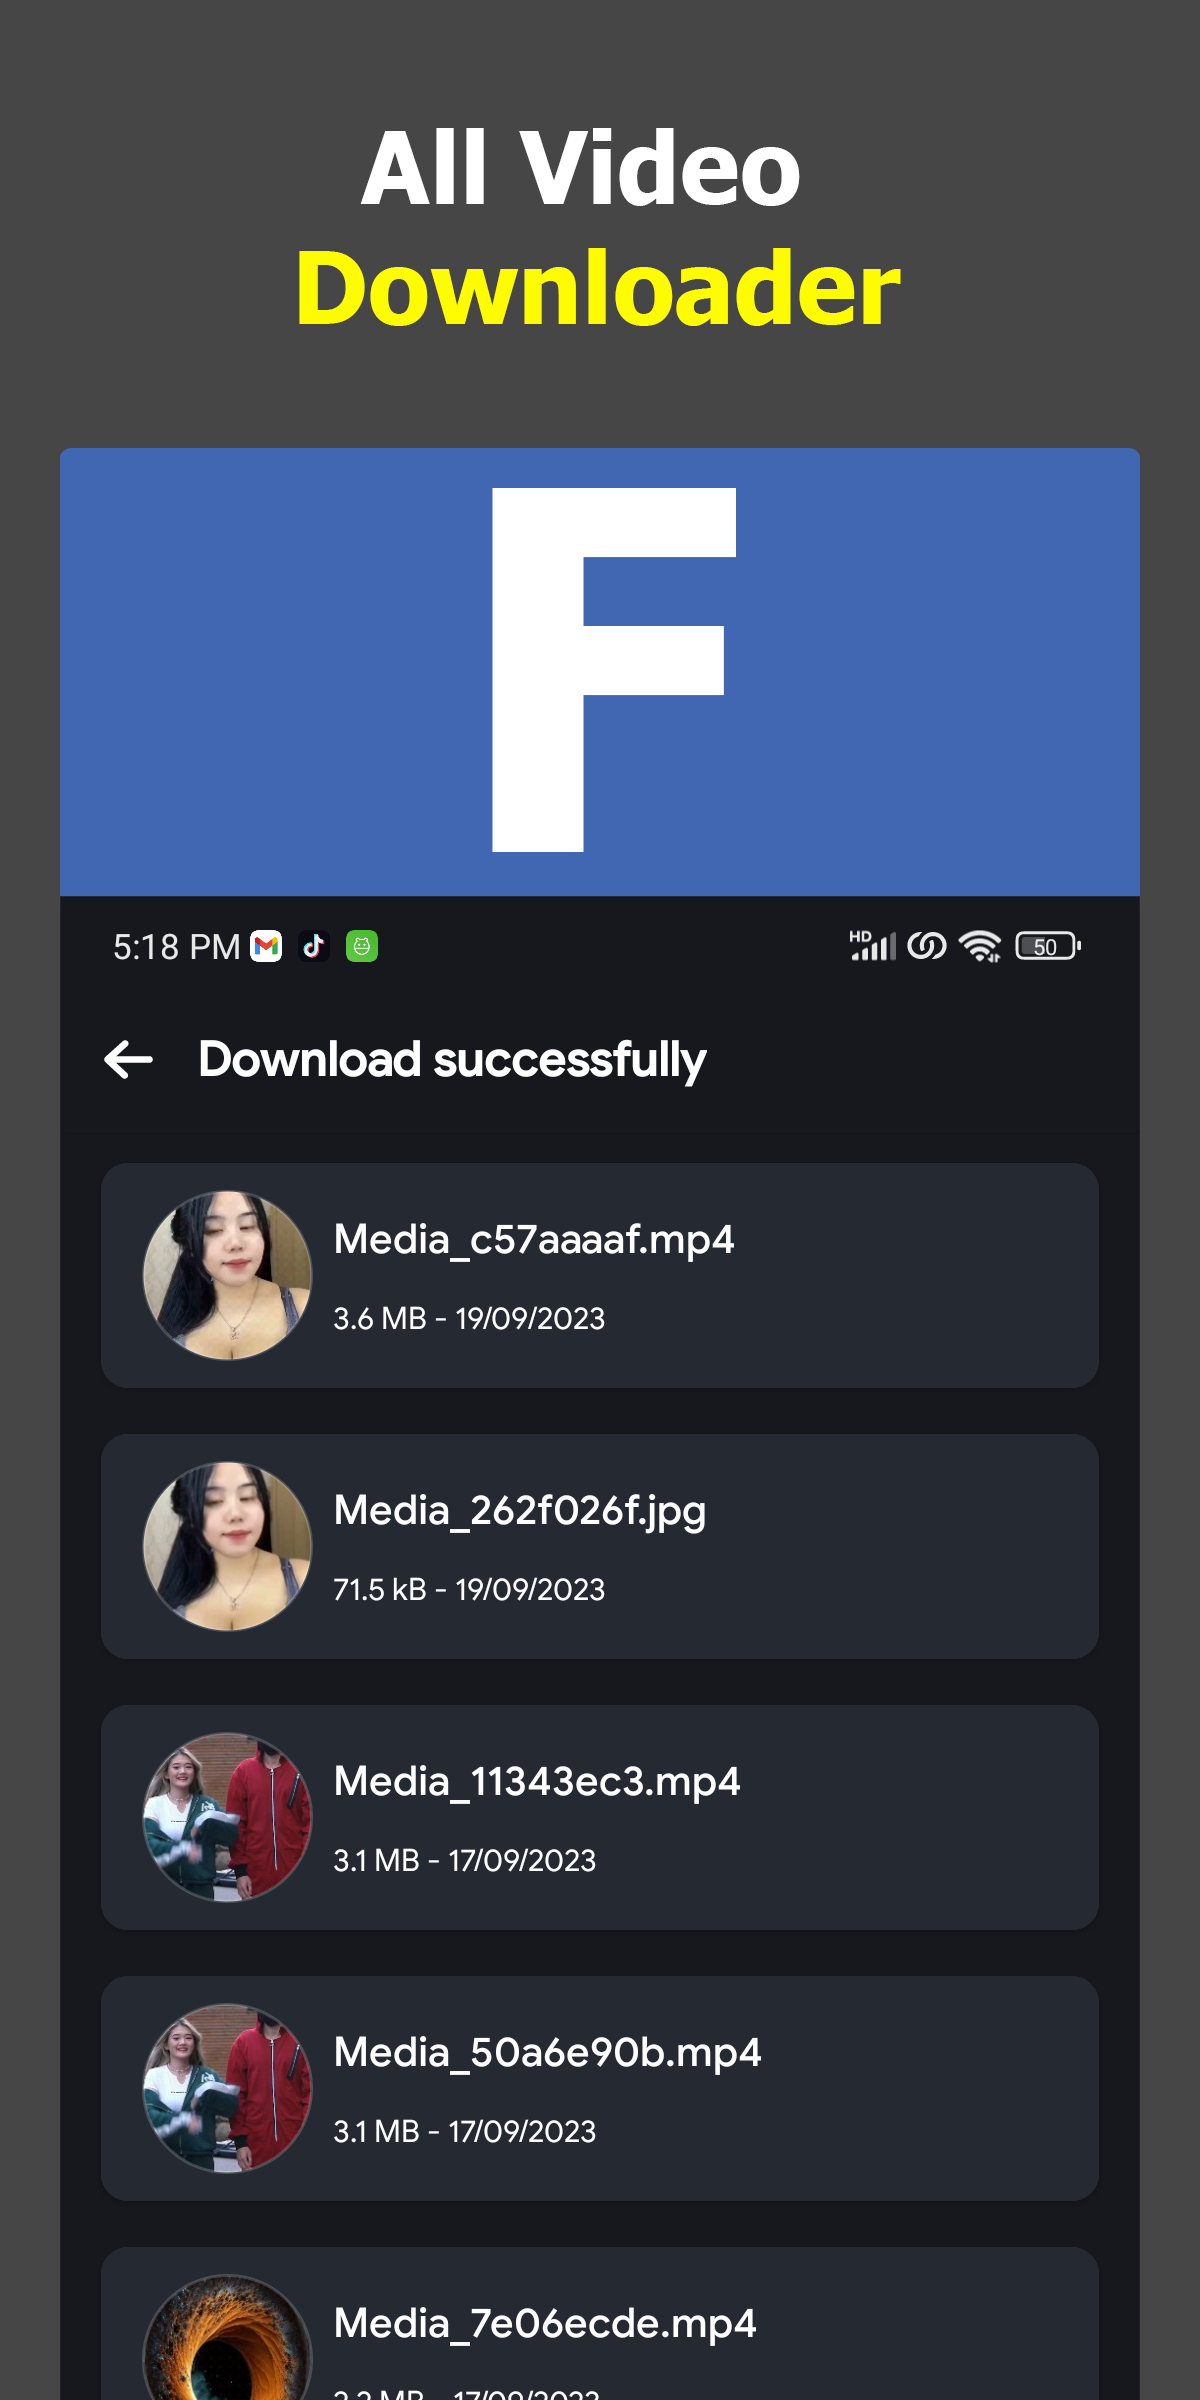 All Video
Downloader
F
5:18 PM
HD
50
Download successfully
Media_c57aaaaf.mp4
3.6 MB - 19/09/2023
Media_262f026f.jpg
71.5 kB - 19/09/2023
Media_11343ec3.mp4
3.1 MB - 17/09/2023
Media_50a6e90b.mp4
3.1 MB - 17/09/2023
Media_7e06ecde.mp4